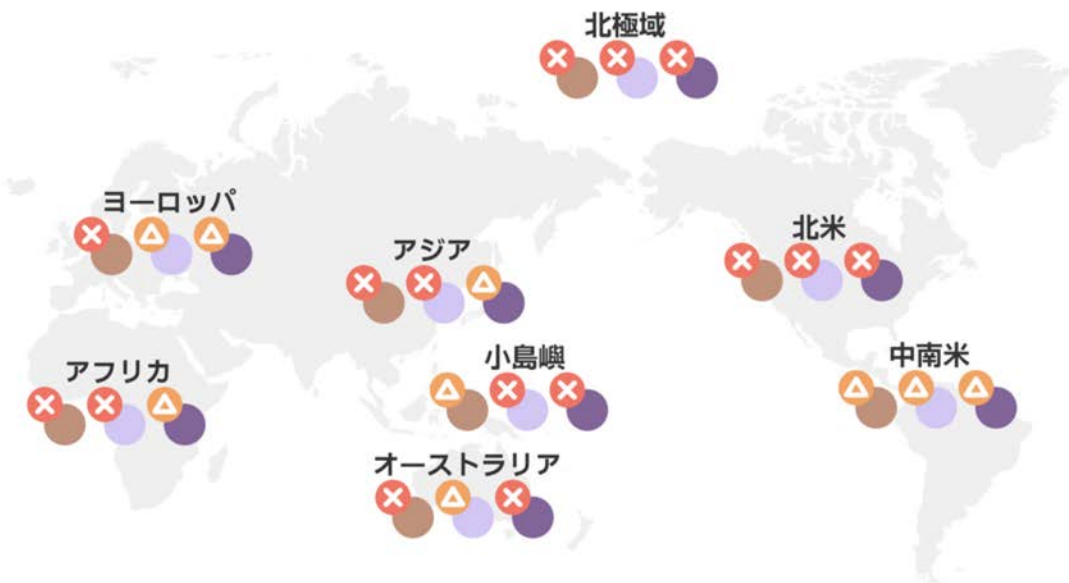 北極域
ヨーロッパ
アジア
北米
アフリカ
小島嶼
中南米
オーストラリア